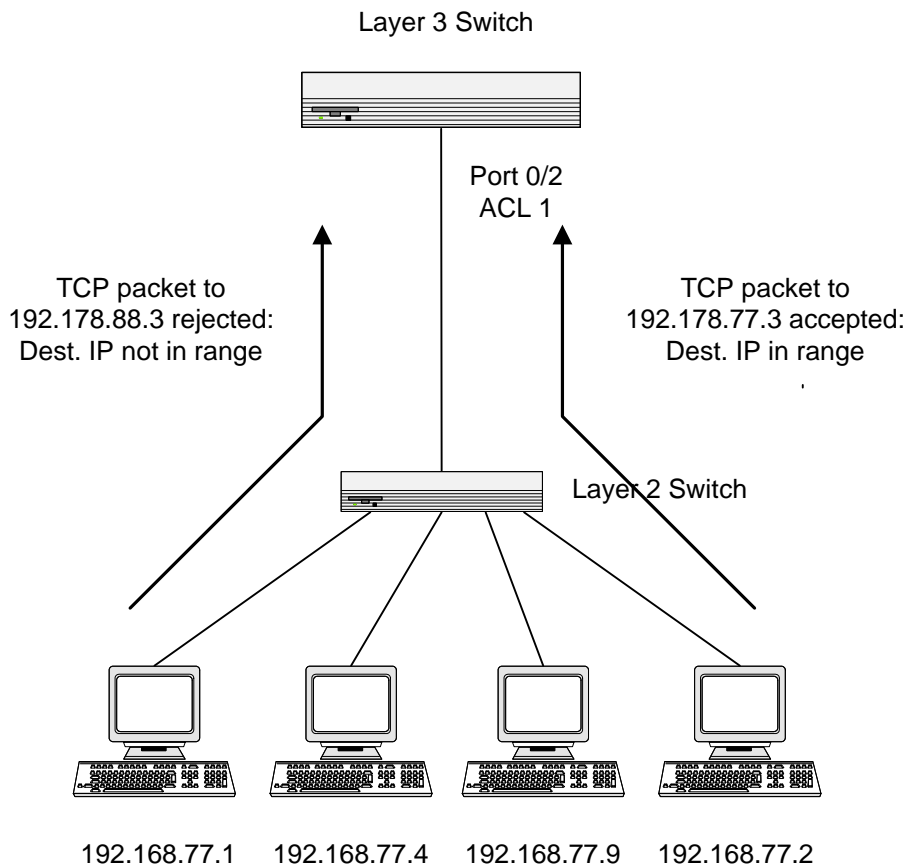 Layer 3 Switch
Port 0/2
ACL 1
TCP packet to
192.178.88.3 rejected:
Dest. IP not in range
TCP packet to
192.178.77.3 accepted:
Dest. IP in range
Layer 2 Switch
192.168.77.1
192.168.77.4
192.168.77.9
192.168.77.2